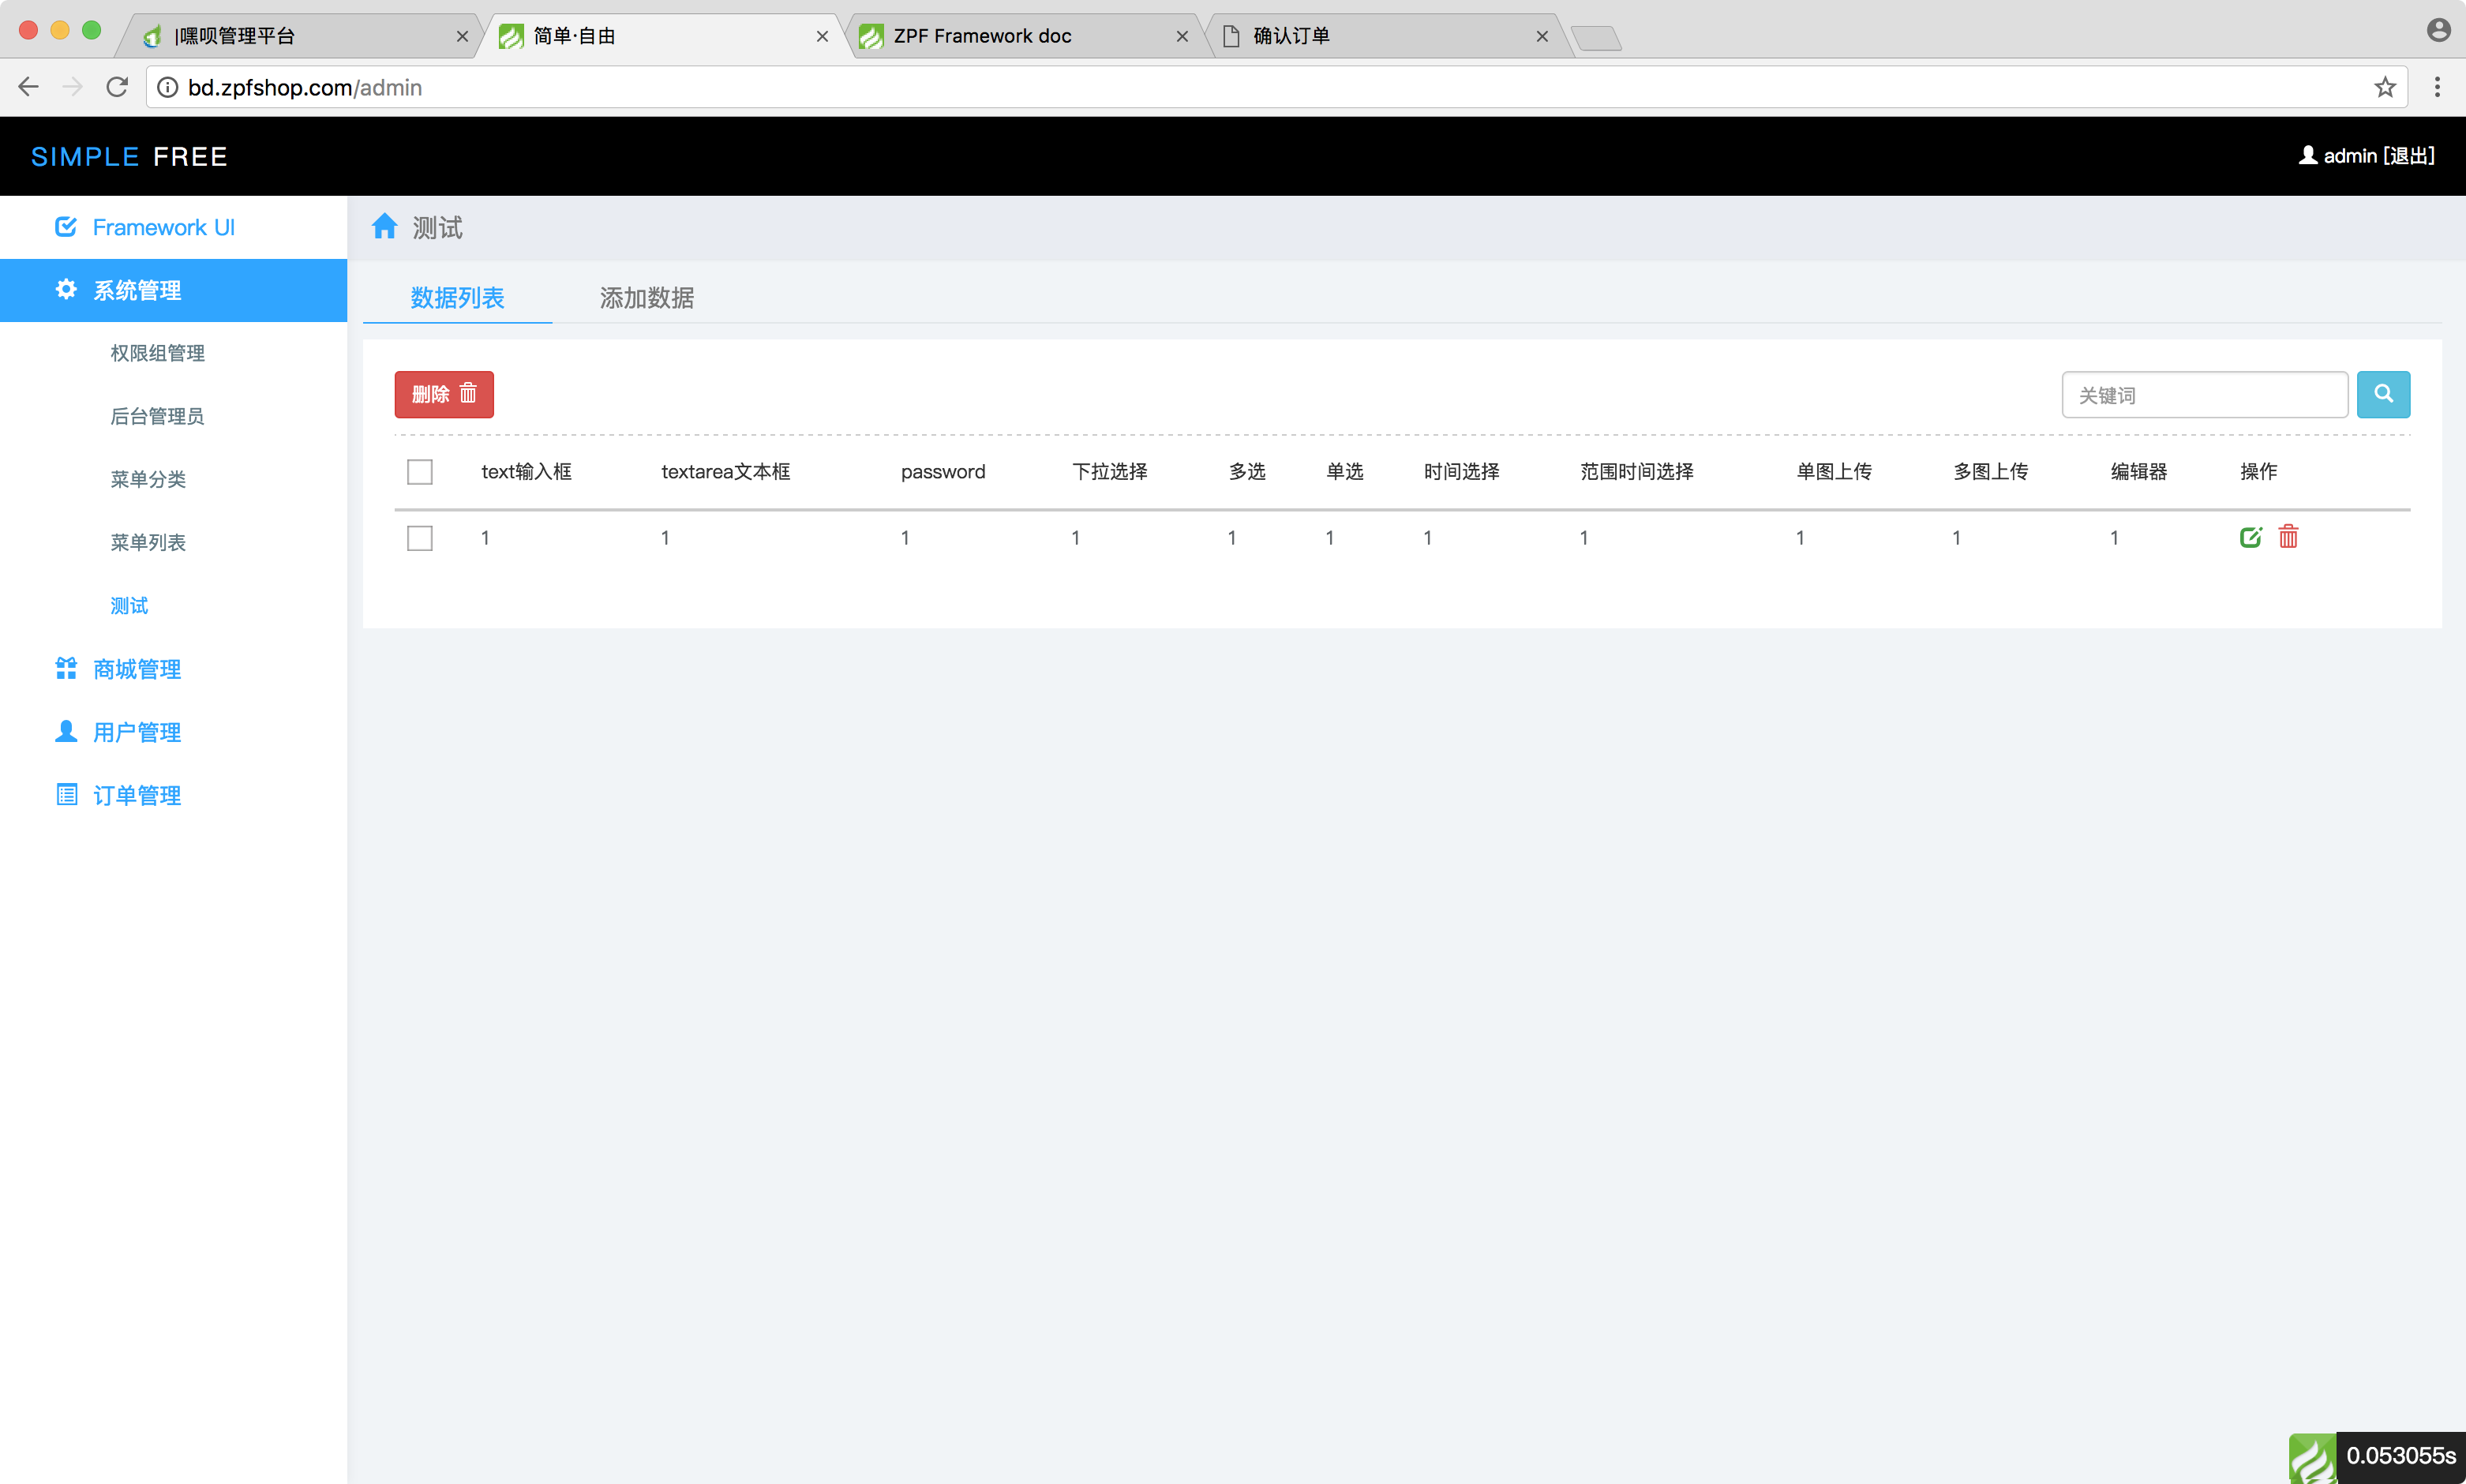 |嘿呗管理平台
简单·自由
ZPF Framework doc
确认订单
bd.zpfshop.com/admin
SIMPLE FREE
admin [退出]
Framework UI
系统管理
权限组管理
后台管理员
菜单分类
菜单列表
测试
商城管理
用户管理
订单管理
测试
数据列表 添加数据
删除
关键词
text输入框 textarea文本框 password 下拉选择 多选 单选 时间选择 范围时间选择 单图上传 多图上传 编辑器 操作
1 1 1 1 1 1 1 1 1 1 1
0.053055s